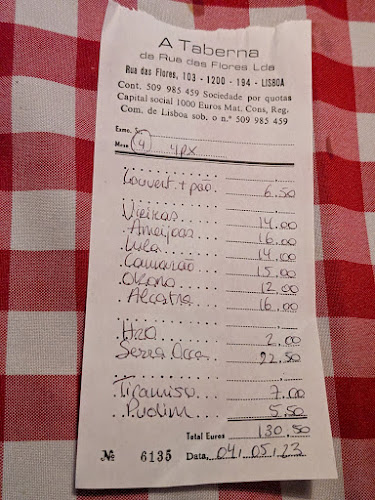 A Taberna
da Rua das Flores Lda
Rua das Flores, 103 - 1200 - 194 - LISBOA
Cont. 509 985 459 Sociedade por quotas
Capital social 1000 Euros Mat. Cons, Reg.
Com. de Lisboa sob. o n.º 509 985 459
Exmo. S
Mesa 4 4px
Couvert + pão 6.50
Vieiras 14.00
Ameijoas 16.00
Lula 14.00
Camarão 15.00
12.00
Alcatra 16.00
H2O 2.00
Serra 22.50
Tiramisu 7.00
Pudim 5.50
Total Euros 130.50
Nº 6135 Data, 04, 05, 23